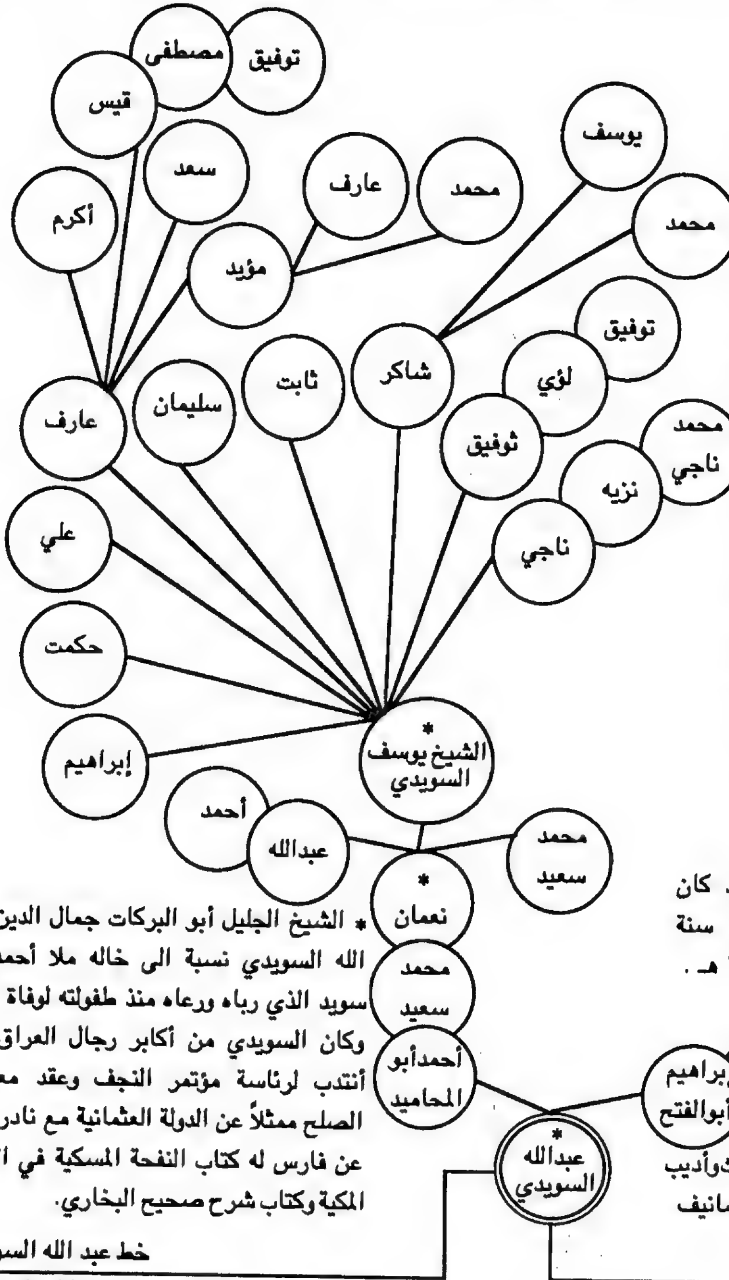 توفيق
مصطفى
قيس
يوسف
سعد
عارف
محمد
أكرم
محمد
مؤيد
توفيق
شاكر
ثابت
لؤي
سليمان
عارف
ثوفيق
محمد
ناجي
نزيه
ناجي
علي
حكمت
إبراهيم
*
الشيخ يوسف
السويدي
أحمد
عبدالله
محمد
سعيد
*
نعمان
كان
سنة
هـ .
محمد
سعيد
أحمد أبو
المحاميد
إبراهيم
أبوالفتح
*
عبدالله
السويدي
وأديب
* الشيخ الجليل أبو البركات جمال الدين
الله السويدي نسبة الى خاله ملا أحمد
سويد الذي رباه ورعاه منذ طفولته لوفاة
وكان السويدي من أكابر رجال العراق
أنتدب لرئاسة مؤتمر النجف وعقد
الصلح ممثلاً عن الدولة العثمانية مع نادر
عن فارس له كتاب النفحة المسكية في
المكية وكتاب شرح صحيح البخاري.
خط عبد الله